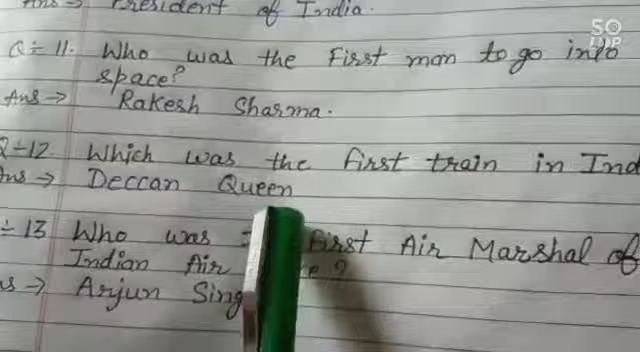 Ans → President of India.
Q÷11. Who was the First man to go into
space?
Ans → Rakesh Sharma.
Q÷12. Which was the first train in Ind
Ans → Deccan Queen
÷13 Who was first Air Marshal of
Indian Air e?
s → Arjun Sing